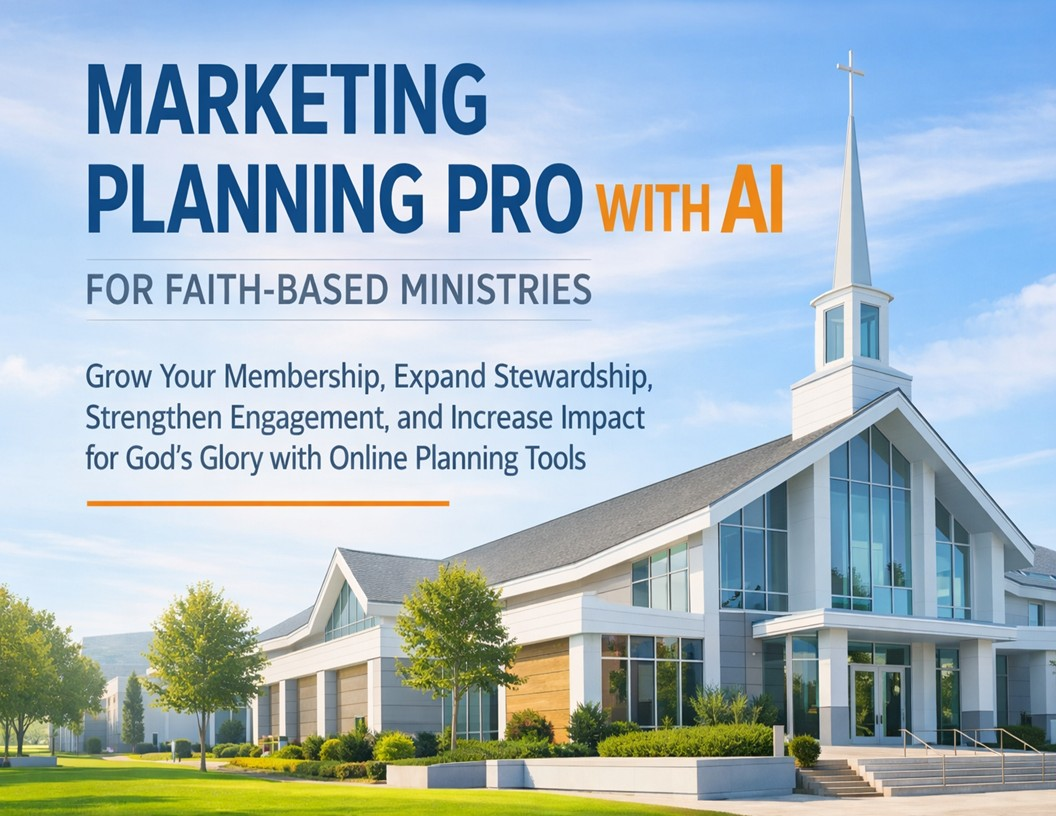 MARKETING
PLANNING PRO WITH AI
FOR FAITH-BASED MINISTRIES
Grow Your Membership, Expand Stewardship,
Strengthen Engagement, and Increase Impact
for God's Glory with Online Planning Tools